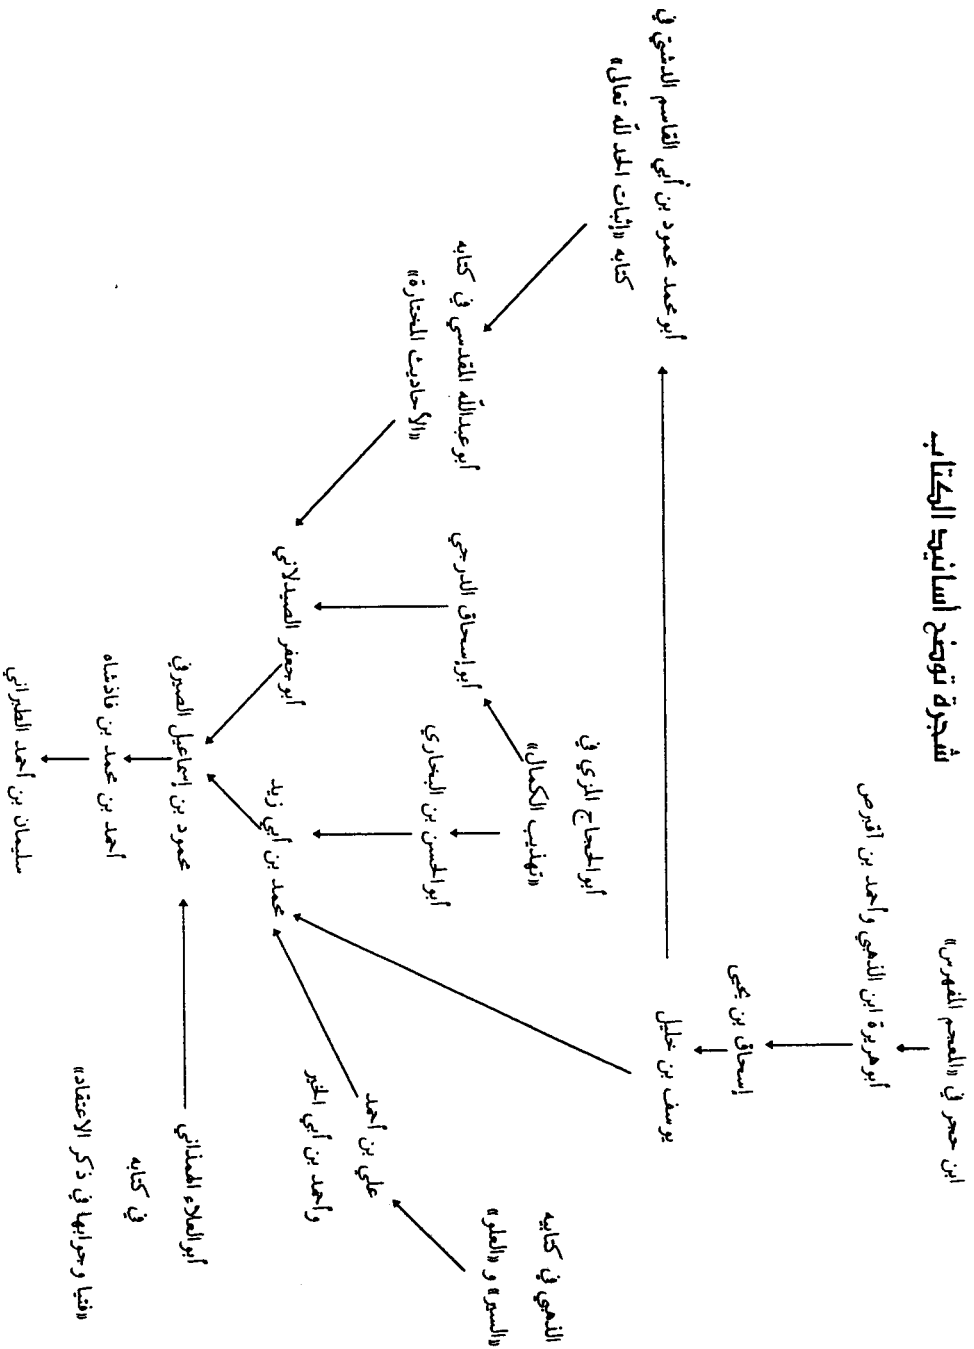 شجرة توضح أسانيد الكتاب
ابن حجر في «المعجم المفهرس»
أبو هريرة ابن الذهبي وأحمد بن آقبرص
إسحاق بن يحيى
يوسف بن خليل
أبو محمد محمود بن أبي القاسم الدشتي في
كتابه «إثبات الحد لله تعالى»
أبو الحجاج المزي في
«تهذيب الكمال»
الذهبي في كتابيه
«السير» و «العلو»
أبو عبدالله المقدسي في كتابه
«الأحاديث المختارة»
أبو إسحاق الدرجي
أبو الحسن بن البخاري
علي بن أحمد
وأحمد بن أبي الخير
أبو جعفر الصيدلاني
محمد بن أبي زيد
محمود بن إسماعيل الصيرفي
أبو العلاء الهمذاني
في كتابه
«فتيا وجوابها في ذكر الاعتقاد»
أحمد بن محمد بن فاذشاه
سليمان بن أحمد الطبراني